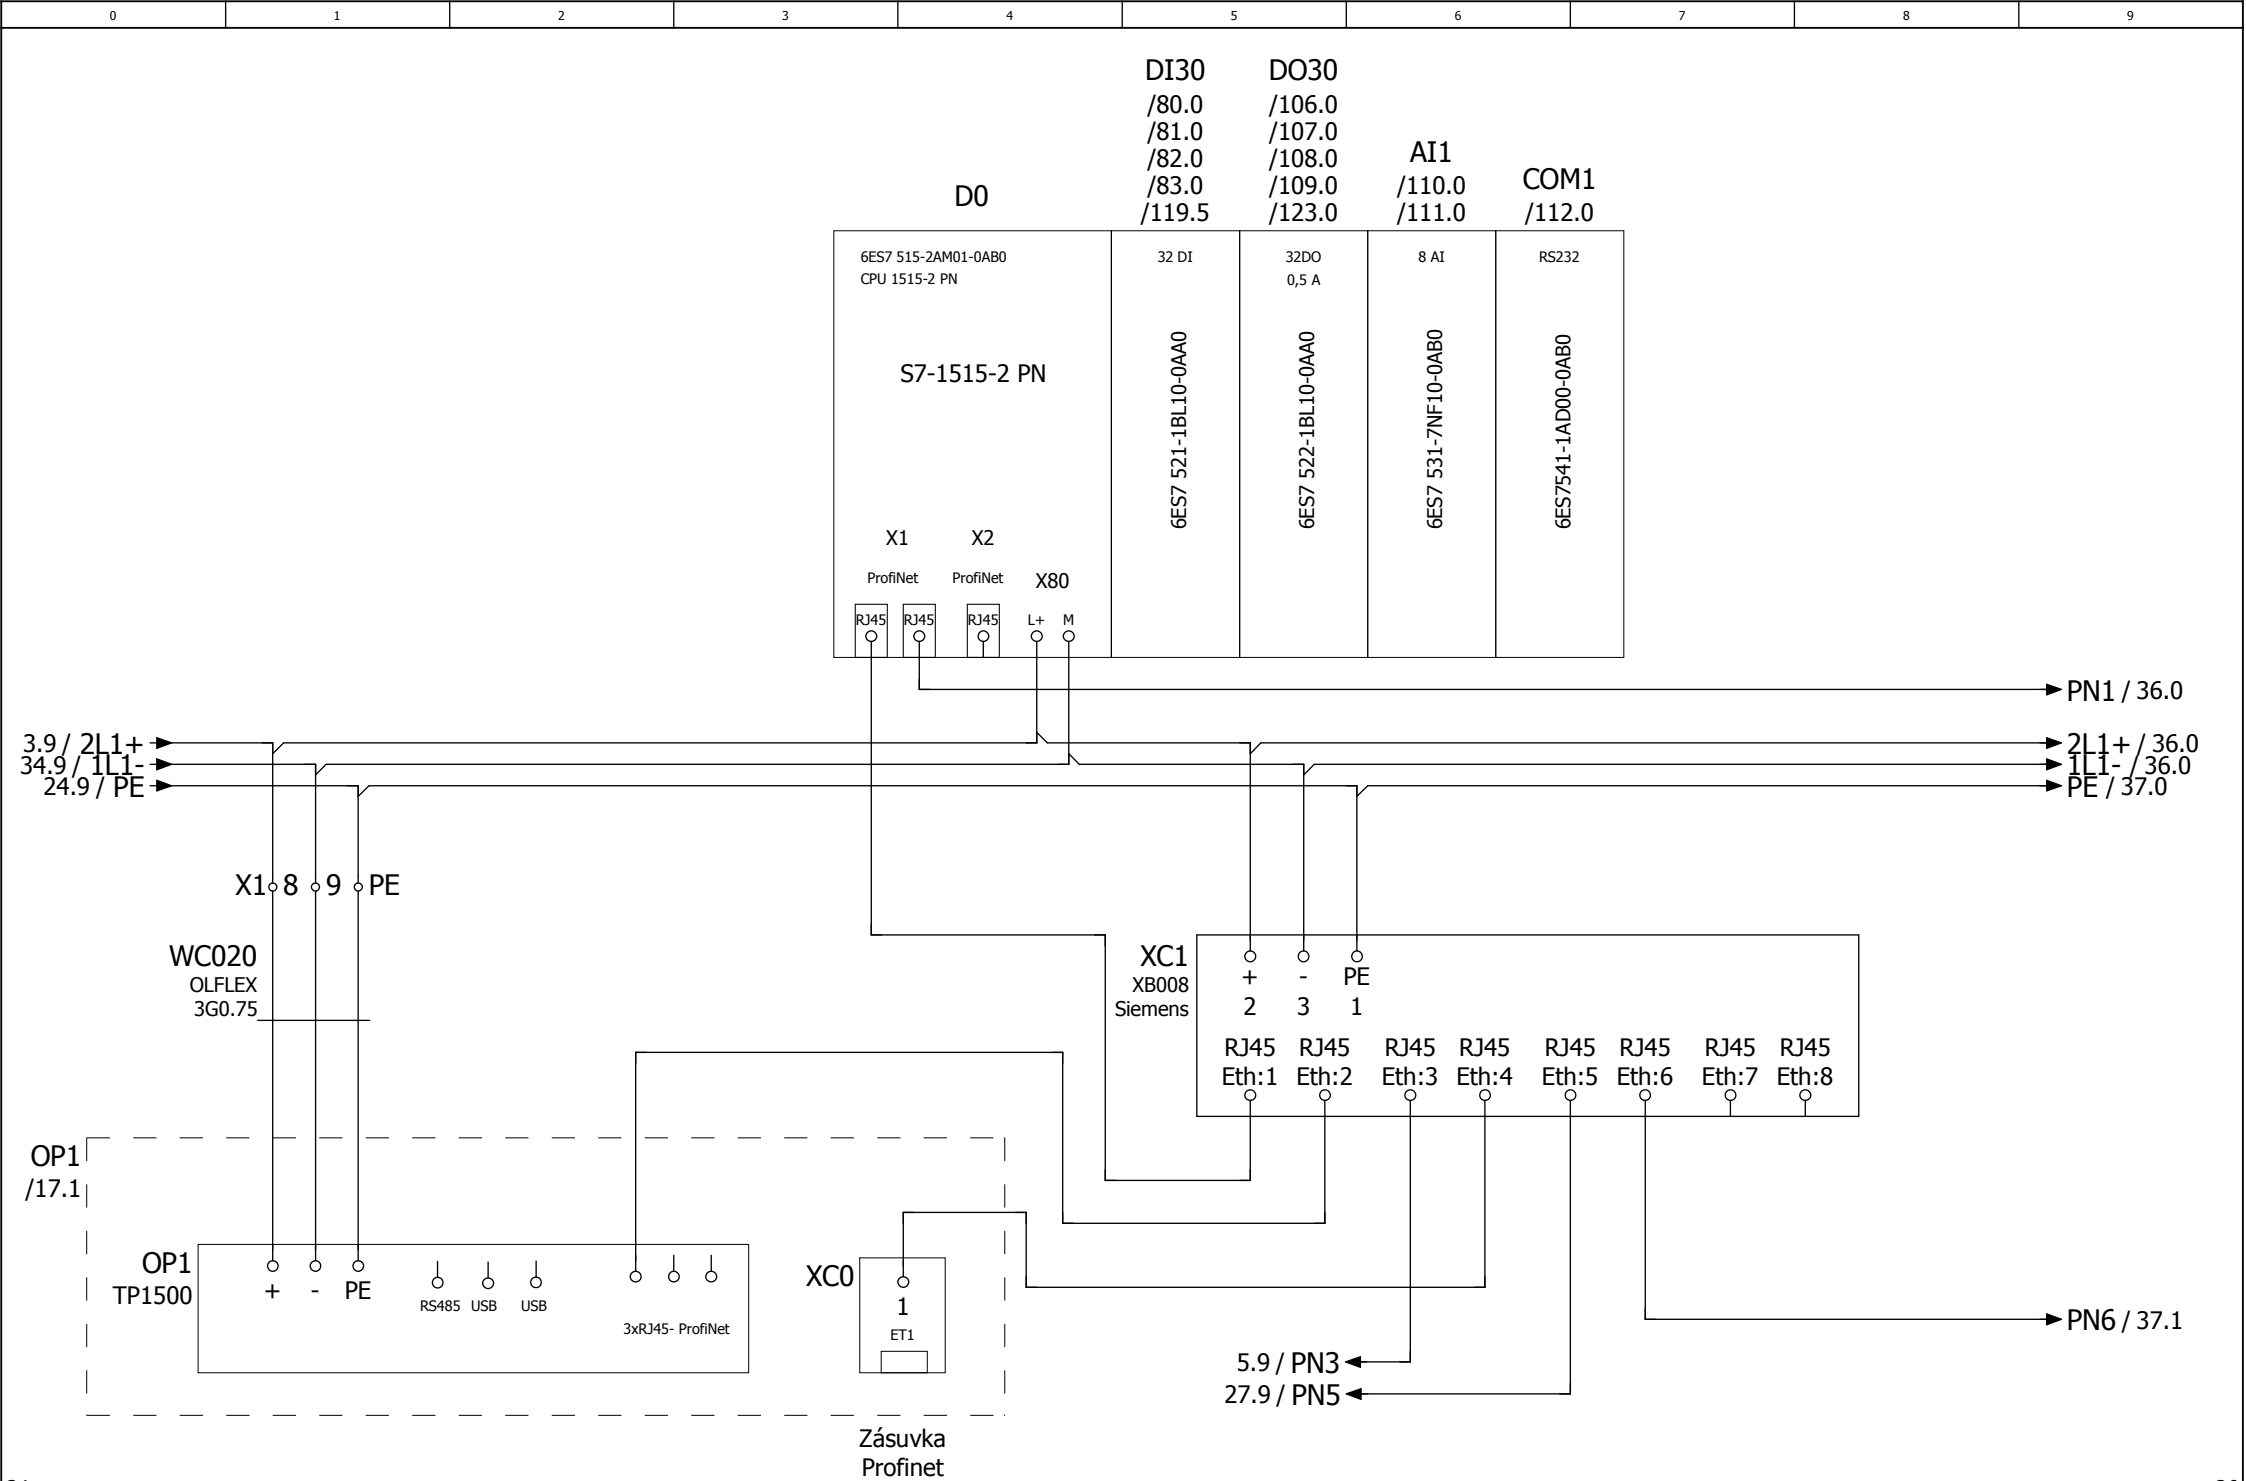 0 1 2 3 4 5 6 7 8 9
DI30 DO30
/80.0 /106.0
/81.0 /107.0
/82.0 /108.0 AI1
/83.0 /109.0 /110.0 COM1
D0 /119.5 /123.0 /111.0 /112.0
6ES7 515-2AM01-0AB0 32 DI 32DO 8 AI RS232
CPU 1515-2 PN 0,5 A
S7-1515-2 PN
6ES7 521-1BL10-0AA0
6ES7 522-1BL10-0AA0
6ES7 531-7NF10-0AB0
6ES7541-1AD00-0AB0
X1 X2
ProfiNet ProfiNet X80
RJ45 RJ45 RJ45 L+ M
PN1 / 36.0
3.9 / 2L1+ 2L1+ / 36.0
34.9 / 1L1- 1L1- / 36.0
24.9 / PE PE / 37.0
X1 8 9 PE
WC020
OLFLEX
3G0.75
XC1
XB008
Siemens
+ - PE
2 3 1
RJ45 RJ45 RJ45 RJ45 RJ45 RJ45 RJ45 RJ45
Eth:1 Eth:2 Eth:3 Eth:4 Eth:5 Eth:6 Eth:7 Eth:8
OP1
/17.1
OP1
TP1500
+ - PE
RS485 USB USB
3xRJ45- ProfiNet
XC0
1
ET1
PN6 / 37.1
5.9 / PN3
27.9 / PN5
Zásuvka
Profinet